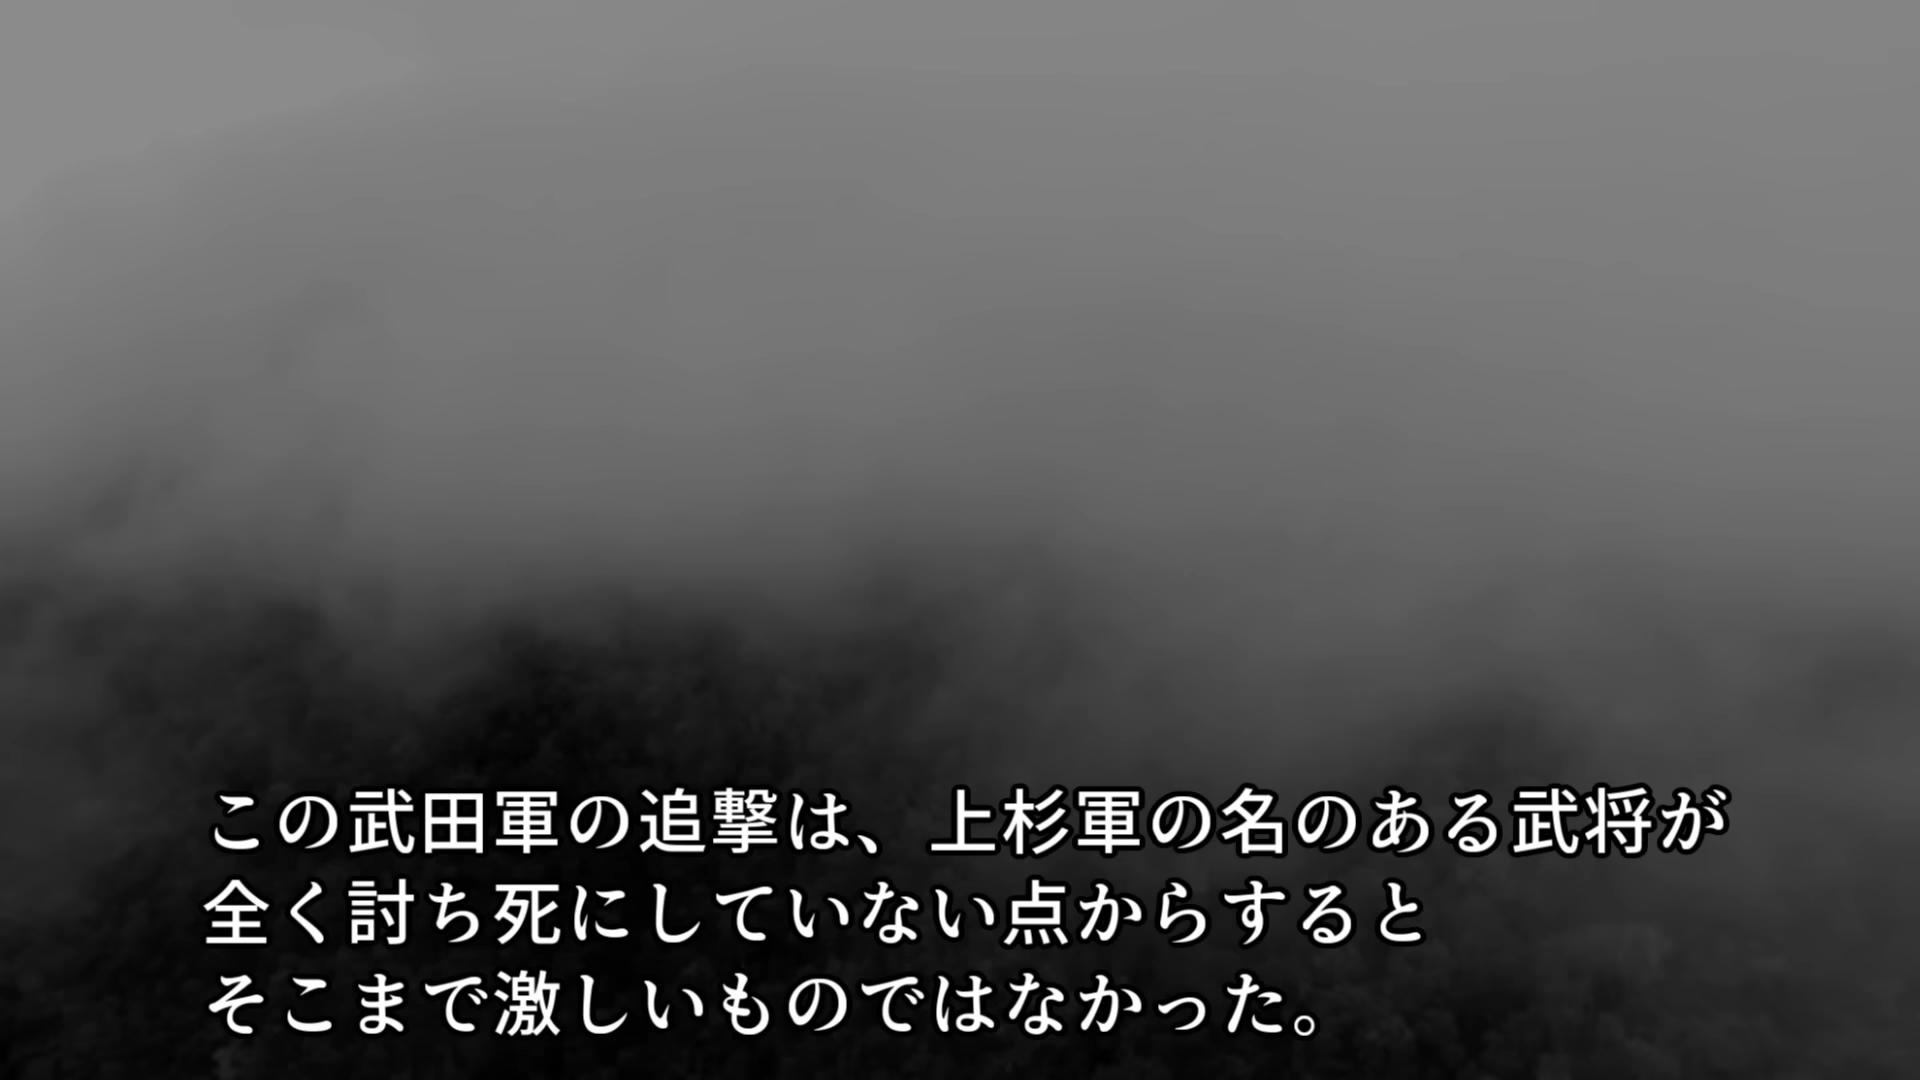 この武田軍の追撃は、上杉軍の名のある武将が
全く討ち死にしていない点からすると
そこまで激しいものではなかった。